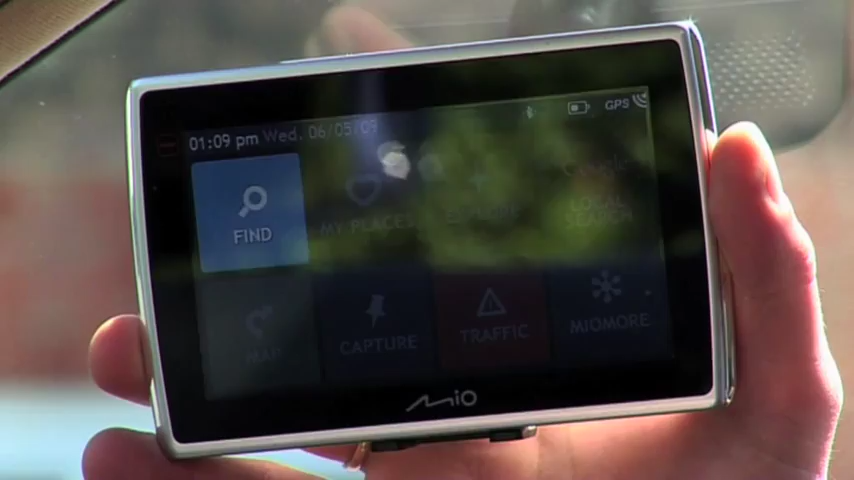 01:09 pm Wed. 06/05/09
GPS
FIND
MY PLACES
EXPLORE
Google
LOCAL
SEARCH
MAP
CAPTURE
TRAFFIC
MIOMORE
Mio